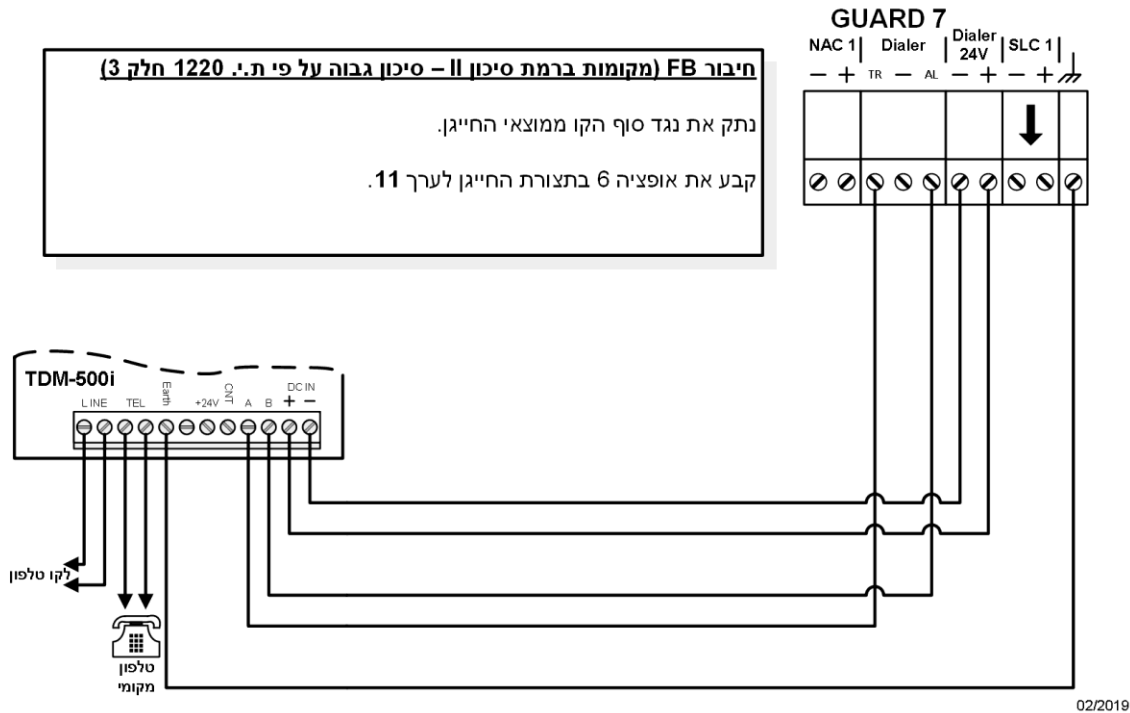 GUARD 7
NAC 1 Dialer Dialer 24V SLC 1
− + TR − AL − + − +
חיבור FB (מקומות ברמת סיכון II – סיכון גבוה על פי ת.י. 1220 חלק 3)
נתק את נגד סוף הקו ממוצאי החייגן.
קבע את אופציה 6 בתצורת החייגן לערך 11.
TDM-500i
LINE TEL Earth +24V CNT A B DC IN
+ −
לקו טלפון
טלפון
מקומי
02/2019